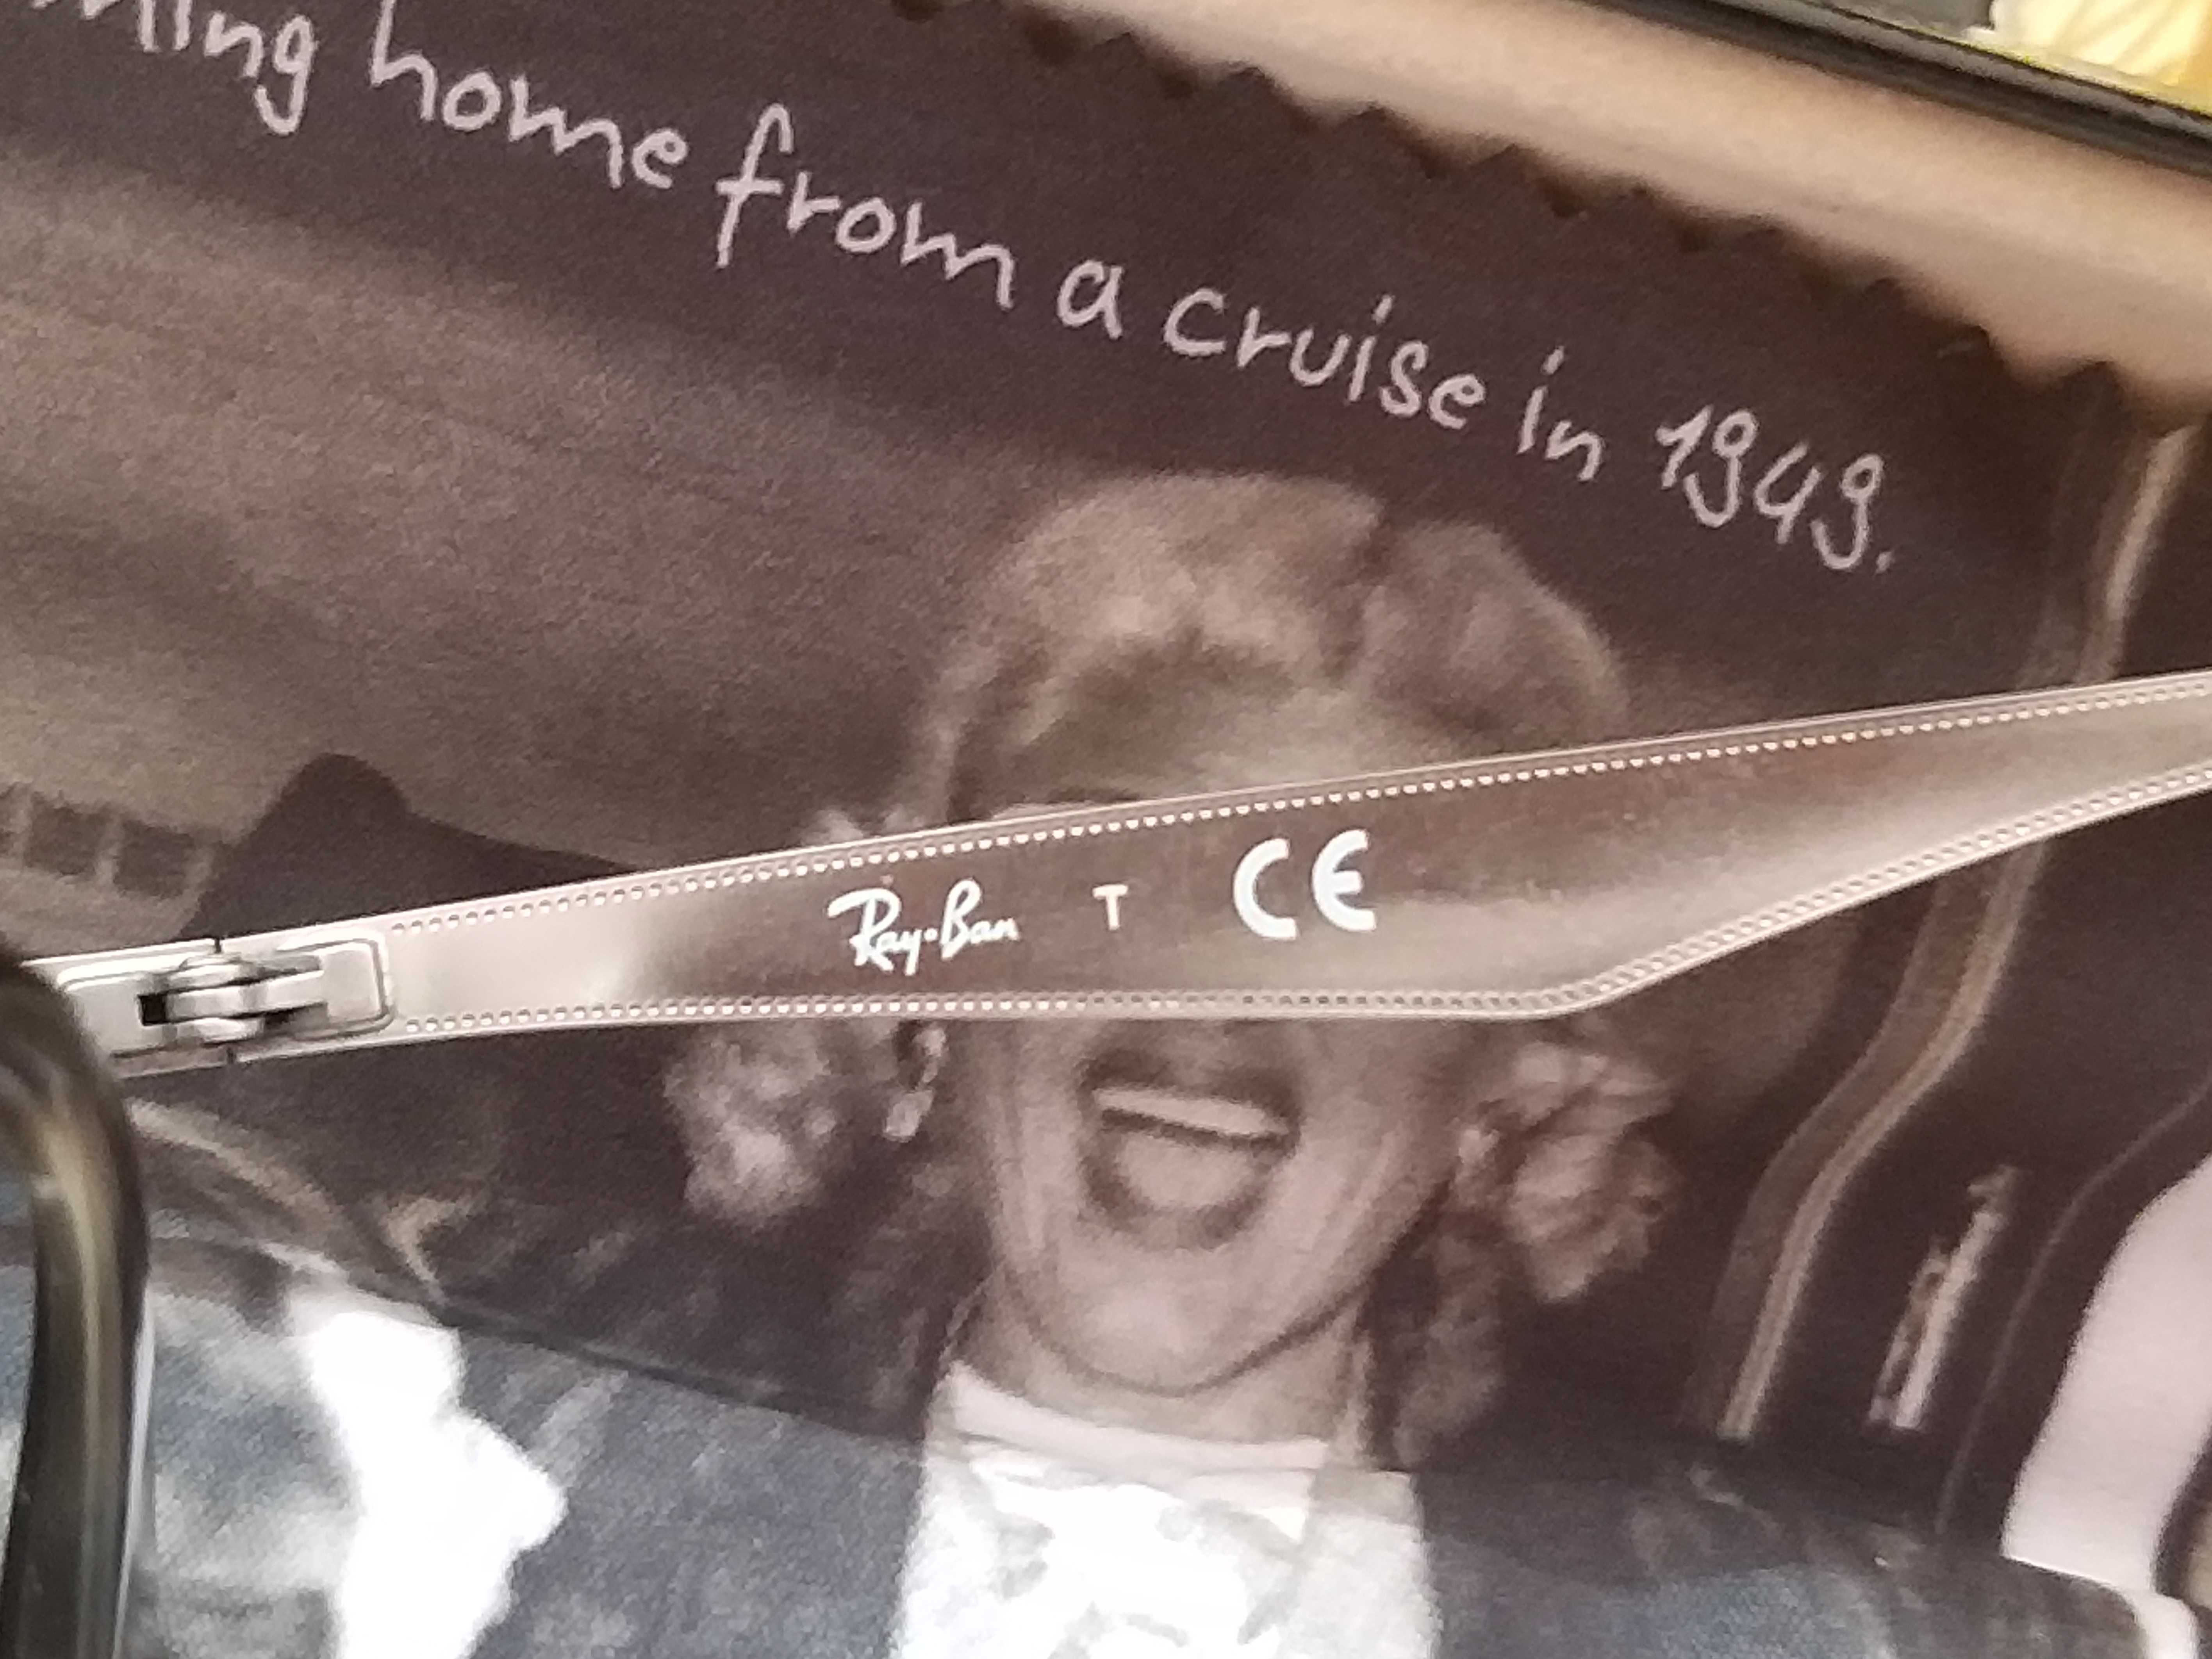 home from a cruise in 1949.
Ray-Ban T CE